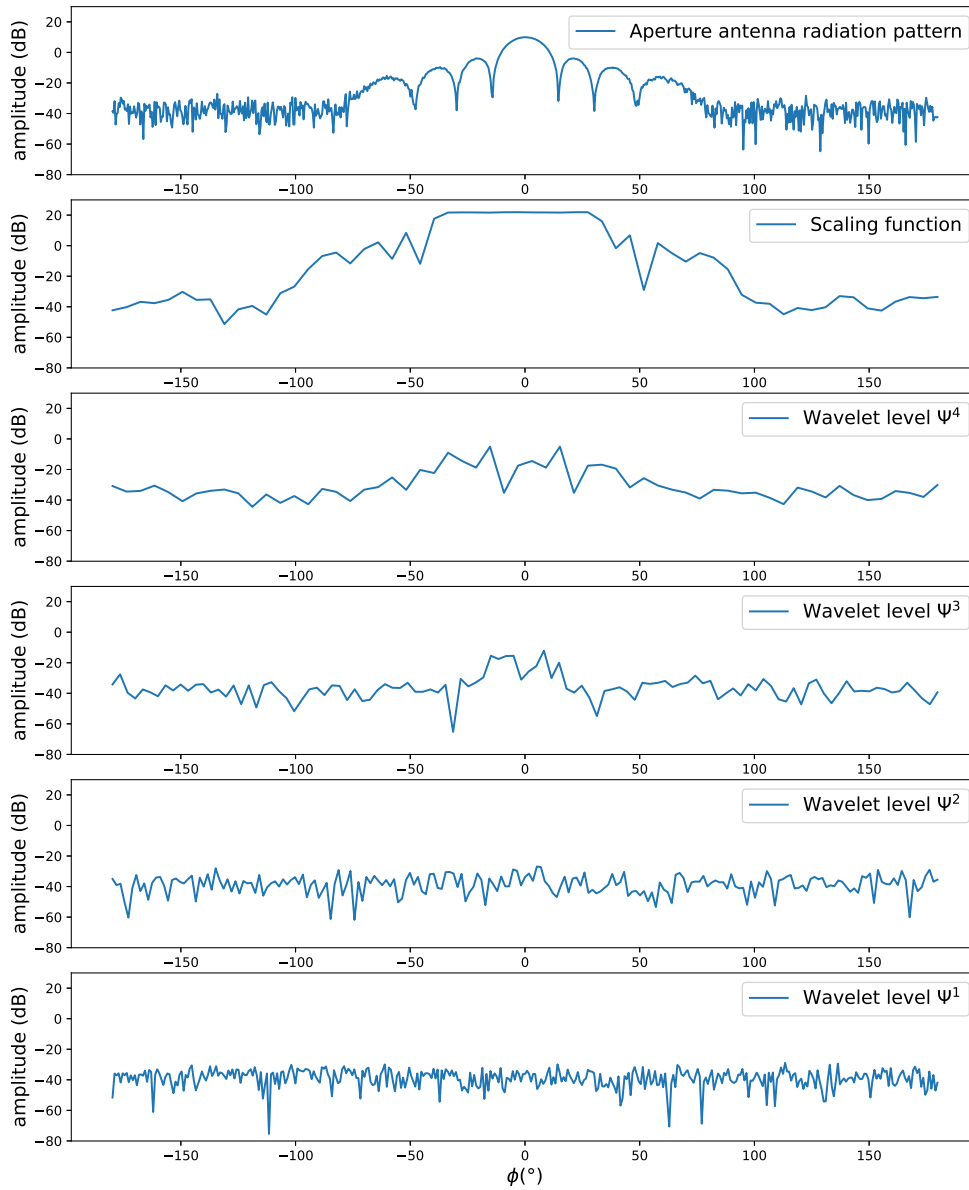 20
0
−20
−40
−60
−80
amplitude (dB)
Aperture antenna radiation pattern
−150 −100 −50 0 50 100 150
20
0
−20
−40
−60
−80
amplitude (dB)
Scaling function
−150 −100 −50 0 50 100 150
20
0
−20
−40
−60
−80
amplitude (dB)
Wavelet level Ψ⁴
−150 −100 −50 0 50 100 150
20
0
−20
−40
−60
−80
amplitude (dB)
Wavelet level Ψ³
−150 −100 −50 0 50 100 150
20
0
−20
−40
−60
−80
amplitude (dB)
Wavelet level Ψ²
−150 −100 −50 0 50 100 150
20
0
−20
−40
−60
−80
amplitude (dB)
Wavelet level Ψ¹
−150 −100 −50 0 50 100 150
ϕ(°)